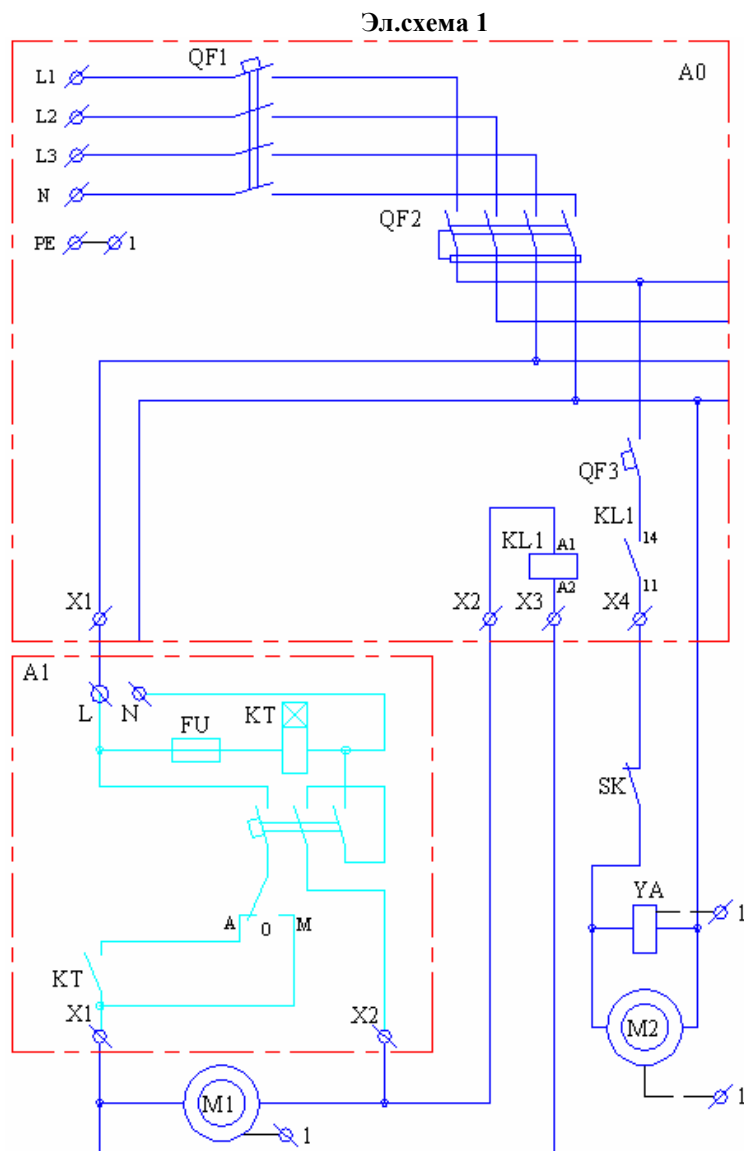 Эл.схема 1
QF1
A0
L1
L2
L3
N
QF2
PE 1
QF3
KL1
14
KL1 A1
A2
11
X1 X2 X3 X4
A1
L N
FU KT
SK
A 0 M
YA 1
KT
X1 X2
M2
M1
1
1